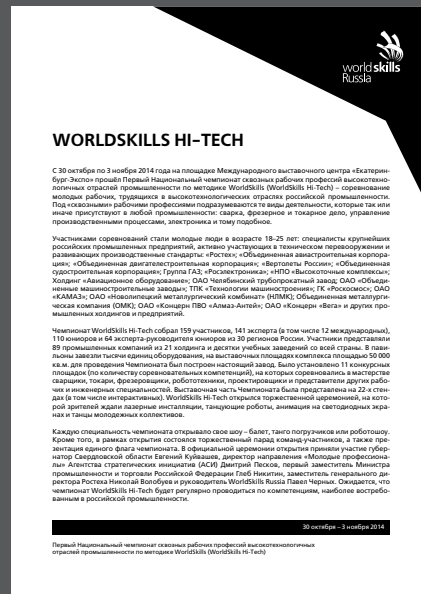 world skills
Russia
WORLDSKILLS HI-TECH
С 30 октября по 3 ноября 2014 года на площадке Международного выставочного центра «Екатерин-
бург-Экспо» прошёл Первый Национальный чемпионат сквозных рабочих профессий высокотехно-
логичных отраслей промышленности по методике WorldSkills (WorldSkills Hi-Tech) – соревнование
молодых рабочих, трудящихся в высокотехнологических отраслях российской промышленности.
Под «сквозными» рабочими профессиями подразумеваются те виды деятельности, которые так или
иначе присутствуют в любой промышленности: сварка, фрезерное и токарное дело, управление
производственными процессами, электроника и тому подобное.
Участниками соревнований стали молодые люди в возрасте 18–25 лет: специалисты крупнейших
российских промышленных предприятий, активно участвующих в техническом перевооружении и
развивающих производственные стандарты: «Ростех»; «Объединенная авиастроительная корпора-
ция»; «Объединенная двигателестроительная корпорация»; «Вертолеты России»; «Объединенная
судостроительная корпорация»; Группа ГАЗ; «Росэлектроника»; «НПО «Высокоточные комплексы»;
Холдинг «Авиационное оборудование»; ОАО Челябинский трубопрокатный завод; ОАО «Объеди-
ненные машиностроительные заводы»; ТПК «Технологии машиностроения»; ГК «Роскосмос»; ОАО
«КАМАЗ»; ОАО «Новолипецкий металлургический комбинат» (НЛМК); Объединенная металлурги-
ческая компания (ОМК); ОАО «Концерн ПВО «Алмаз-Антей»; ОАО «Концерн «Вега» и других про-
мышленных холдингов и предприятий.
Чемпионат WorldSkills Hi-Tech собрал 159 участников, 141 эксперта (в том числе 12 международных),
110 юниоров и 64 эксперта-руководителя юниоров из 30 регионов России. Участники представляли
89 промышленных компаний из 21 холдинга и десятки учебных заведений со всей страны. В пави-
льоны завезли тысячи единиц оборудования, на выставочных площадях комплекса площадью 50 000
кв.м. для проведения Чемпионата был построен настоящий завод. Было установлено 11 конкурсных
площадок (по количеству соревновательных компетенций), на которых соревновались в мастерстве
сварщики, токари, фрезеровщики, робототехники, проектировщики и представители других рабо-
чих и инженерных специальностей. Выставочная часть Чемпионата была представлена на 22-х стен-
дах (в том числе интерактивных). WorldSkills Hi-Tech открылся торжественной церемонией, на кото-
рой зрителей ждали лазерные инсталляции, танцующие роботы, анимация на светодиодных экра-
нах и танцы молодежных коллективов.
Каждую специальность чемпионата открывало свое шоу – балет, танго погрузчиков или роботошоу.
Кроме того, в рамках открытия состоялся торжественный парад команд-участников, а также пре-
зентация единого флага чемпионата. В официальной церемонии открытия приняли участие губер-
натор Свердловской области Евгений Куйвашев, директор направления «Молодые профессиона-
лы» Агентства стратегических инициатив (АСИ) Дмитрий Песков, первый заместитель Министра
промышленности и торговли Российской Федерации Глеб Никитин, заместитель генерального ди-
ректора Ростеха Николай Волобуев и руководитель WorldSkills Russia Павел Черных. Ожидается, что
чемпионат WorldSkills Hi-Tech будет регулярно проводиться по компетенциям, наиболее востребо-
ванным в российской промышленности.
30 октября – 3 ноября 2014
Первый Национальный чемпионат сквозных рабочих профессий высокотехнологичных
отраслей промышленности по методике WorldSkills (WorldSkills Hi-Tech)